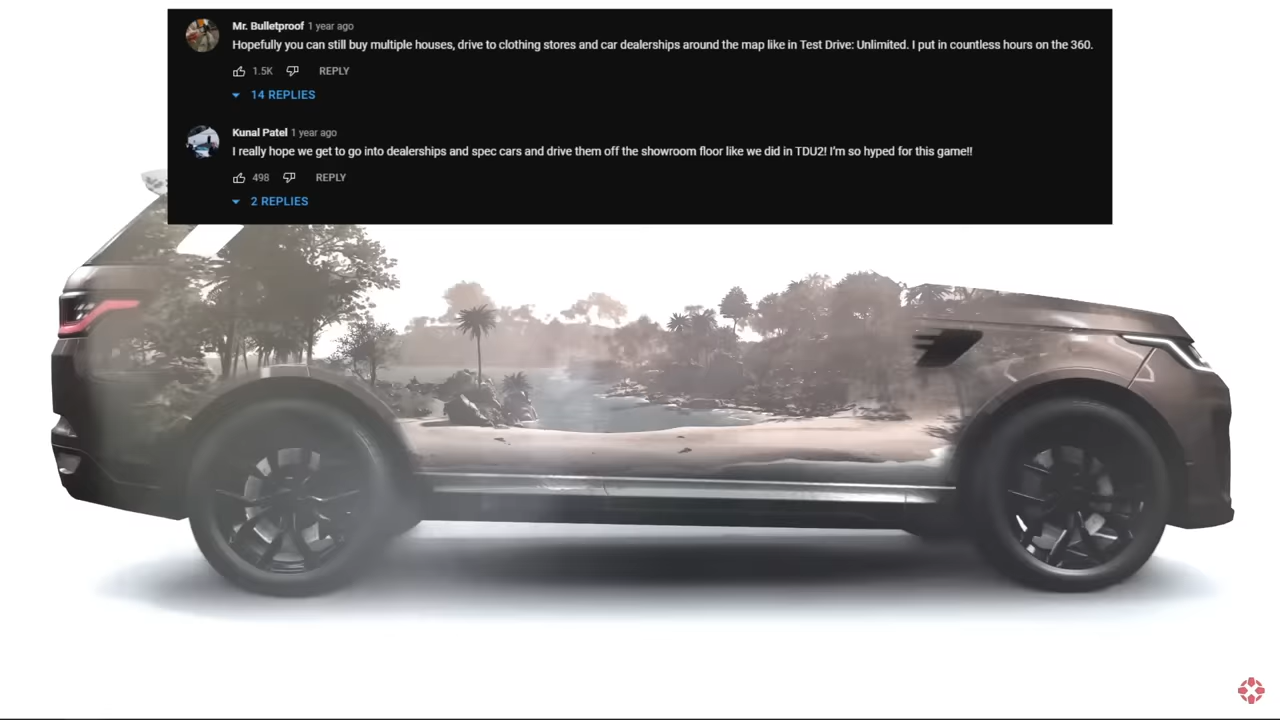 Mr. Bulletproof 1 year ago
Hopefully you can still buy multiple houses, drive to clothing stores and car dealerships around the map like in Test Drive: Unlimited. I put in countless hours on the 360.
1.5K REPLY
14 REPLIES
Kunal Patel 1 year ago
I really hope we get to go into dealerships and spec cars and drive them off the showroom floor like we did in TDU2! I'm so hyped for this game!!
498 REPLY
2 REPLIES